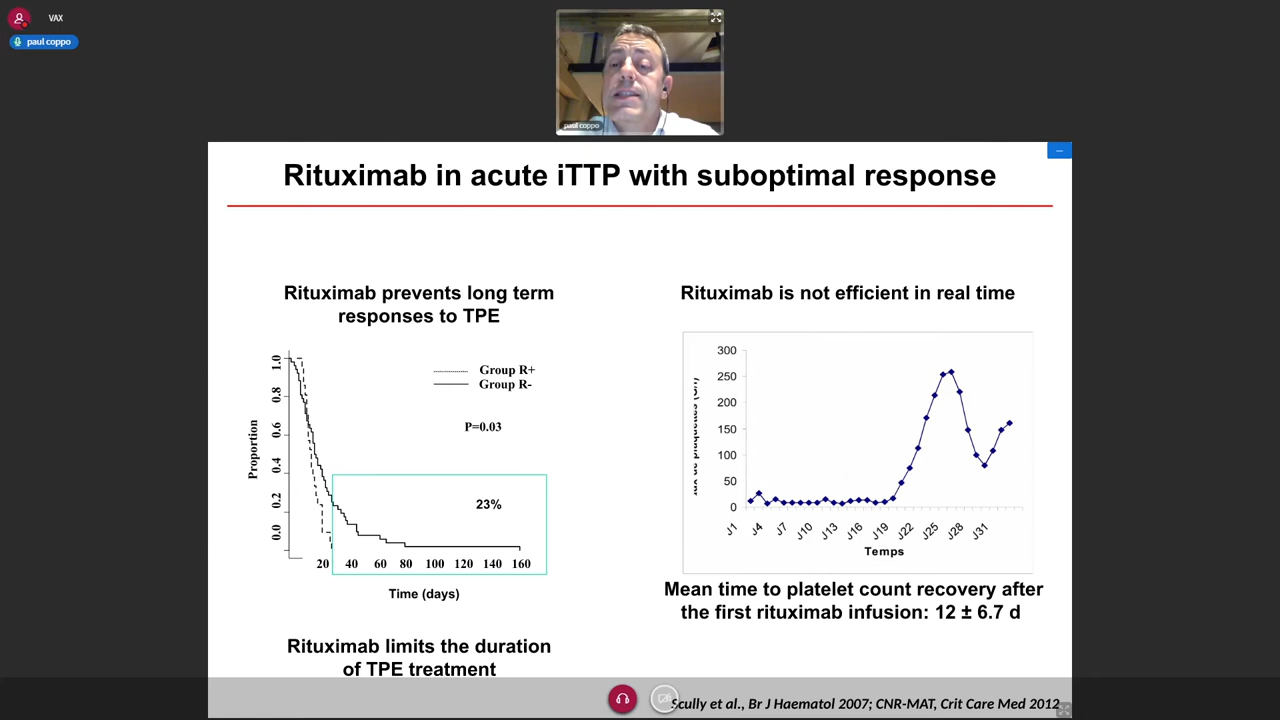 VAX
paul coppo
paul coppo
Rituximab in acute iTTP with suboptimal response
Rituximab prevents long term
responses to TPE
1.0
0.8
0.6
0.4
0.2
0.0
Proportion
Group R+
Group R-
P=0.03
23%
20 40 60 80 100 120 140 160
Time (days)
Rituximab limits the duration
of TPE treatment
Rituximab is not efficient in real time
300
250
200
150
100
50
0
J1 J4 J7 J10 J13 J16 J19 J22 J25 J28 J31
Temps
Mean time to platelet count recovery after
the first rituximab infusion: 12 ± 6.7 d
Scully et al., Br J Haematol 2007; CNR-MAT, Crit Care Med 2012